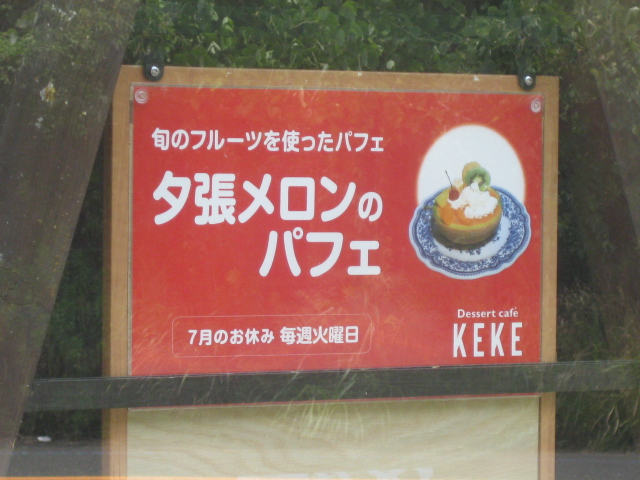 旬のフルーツを使ったパフェ
夕張メロンの
パフェ
7月のお休み 毎週火曜日
Dessert café
KEKE